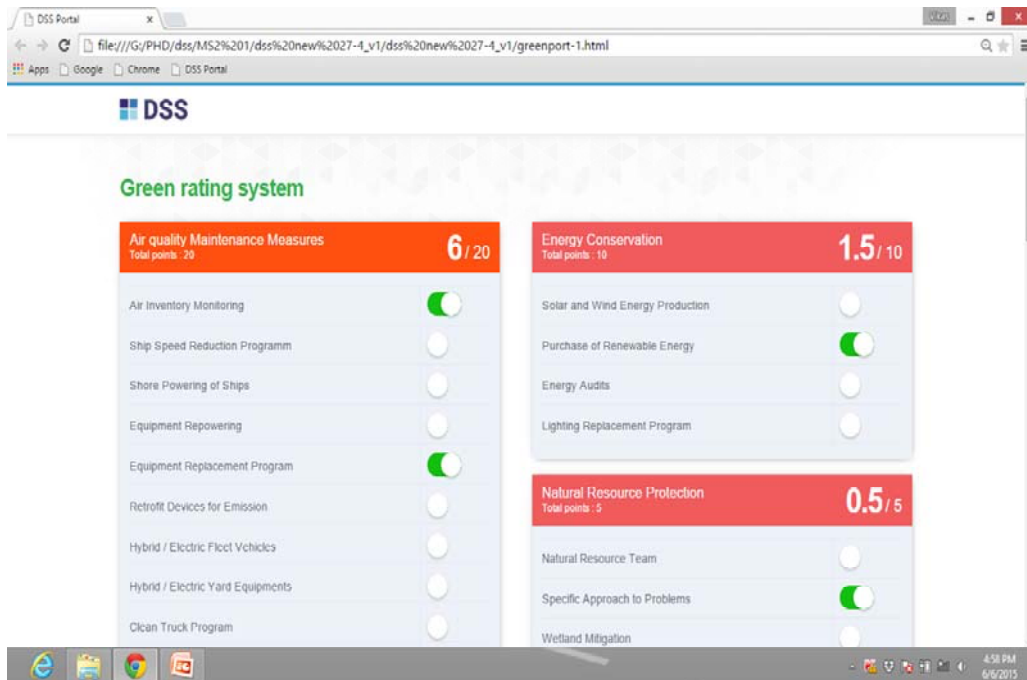 DSS Portal
file:///G:/PHD/dss/MS2%201/dss%20new%2027-4_v1/dss%20new%2027-4_v1/greenport-1.html
Apps Google Chrome DSS Portal
DSS
Green rating system
Air quality Maintenance Measures
Total points : 20
6 / 20
Air Inventory Monitoring
Ship Speed Reduction Programm
Shore Powering of Ships
Equipment Repowering
Equipment Replacement Program
Retrofit Devices for Emission
Hybrid / Electric Fleet Vehicles
Hybrid / Electric Yard Equipments
Clean Truck Program
Energy Conservation
Total points : 10
1.5 / 10
Solar and Wind Energy Production
Purchase of Renewable Energy
Energy Audits
Lighting Replacement Program
Natural Resource Protection
Total points : 5
0.5 / 5
Natural Resource Team
Specific Approach to Problems
Wetland Mitigation
4:58 PM
6/6/2015